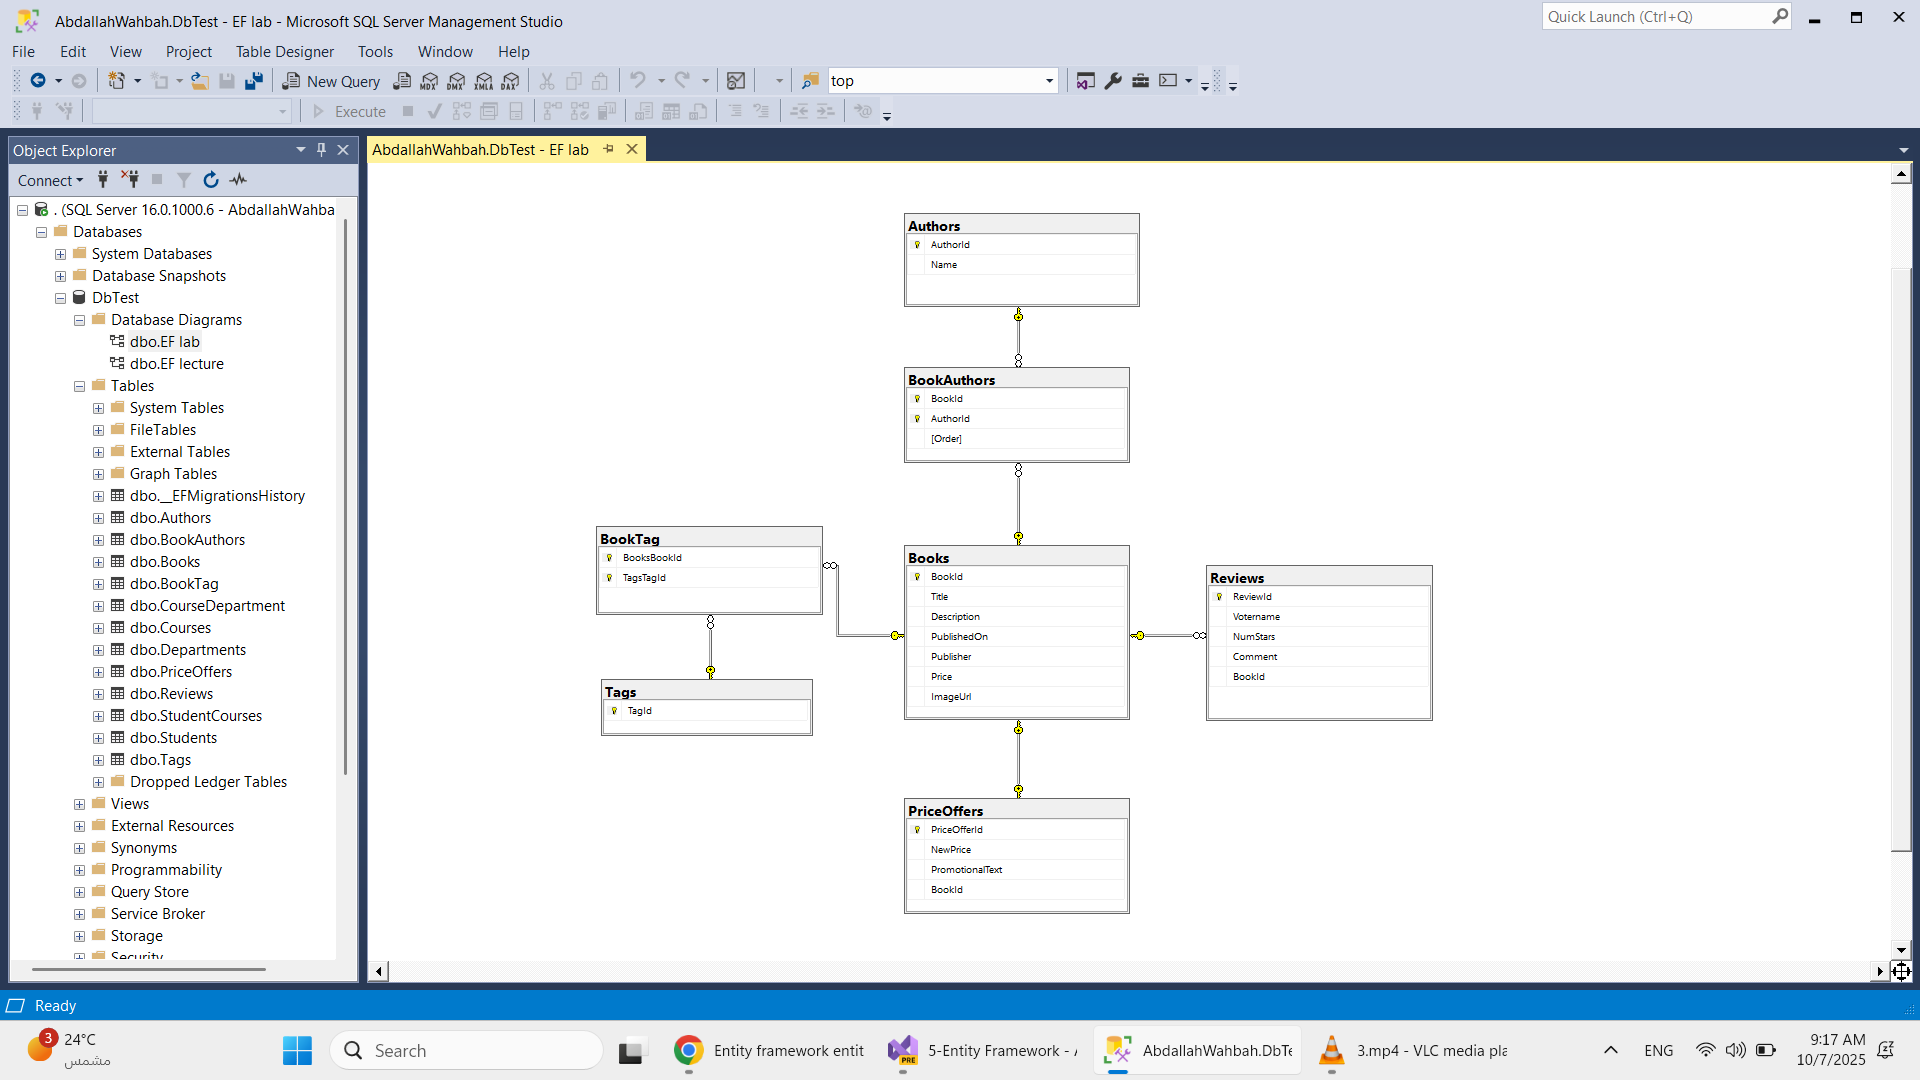 AbdallahWahbah.DbTest - EF lab - Microsoft SQL Server Management Studio
Quick Launch (Ctrl+Q)
File Edit View Project Table Designer Tools Window Help
New Query MDX DMX XMLA DAX top
Execute
Object Explorer
AbdallahWahbah.DbTest - EF lab
Connect
. (SQL Server 16.0.1000.6 - AbdallahWahba
Databases
System Databases
Database Snapshots
DbTest
Database Diagrams
dbo.EF lab
dbo.EF lecture
Tables
System Tables
FileTables
External Tables
Graph Tables
dbo.__EFMigrationsHistory
dbo.Authors
dbo.BookAuthors
dbo.Books
dbo.BookTag
dbo.CourseDepartment
dbo.Courses
dbo.Departments
dbo.PriceOffers
dbo.Reviews
dbo.StudentCourses
dbo.Students
dbo.Tags
Dropped Ledger Tables
Views
External Resources
Synonyms
Programmability
Query Store
Service Broker
Storage
Security
Authors
AuthorId
Name
BookAuthors
BookId
AuthorId
[Order]
BookTag
BooksBookId
TagsTagId
Tags
TagId
Books
BookId
Title
Description
PublishedOn
Publisher
Price
ImageUrl
Reviews
ReviewId
Votername
NumStars
Comment
BookId
PriceOffers
PriceOfferId
NewPrice
PromotionalText
BookId
Ready
3
24°C
مشمس
Search
Entity framework entit
PRE
5-Entity Framework - A
AbdallahWahbah.DbTe
3.mp4 - VLC media pla
ENG
9:17 AM
10/7/2025